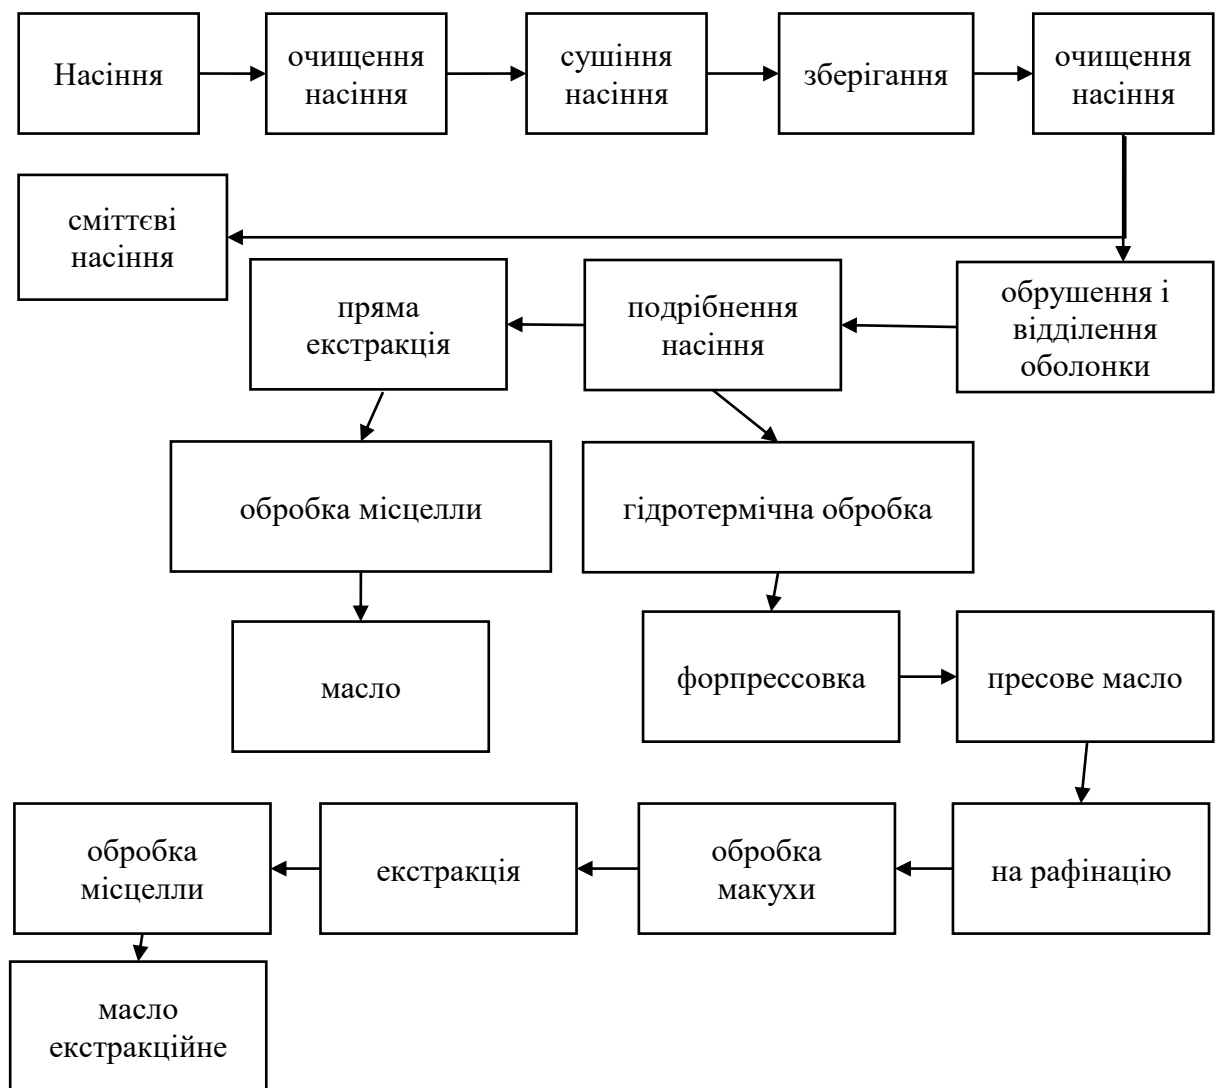 Насіння
очищення
насіння
сушіння
насіння
зберігання
очищення
насіння
сміттєві
насіння
пряма
екстракція
подрібнення
насіння
обрушення і
відділення
оболонки
обробка місцелли
гідротермічна обробка
масло
форпрессовка
пресове масло
обробка
місцелли
екстракція
обробка
макухи
на рафінацію
масло
екстракційне